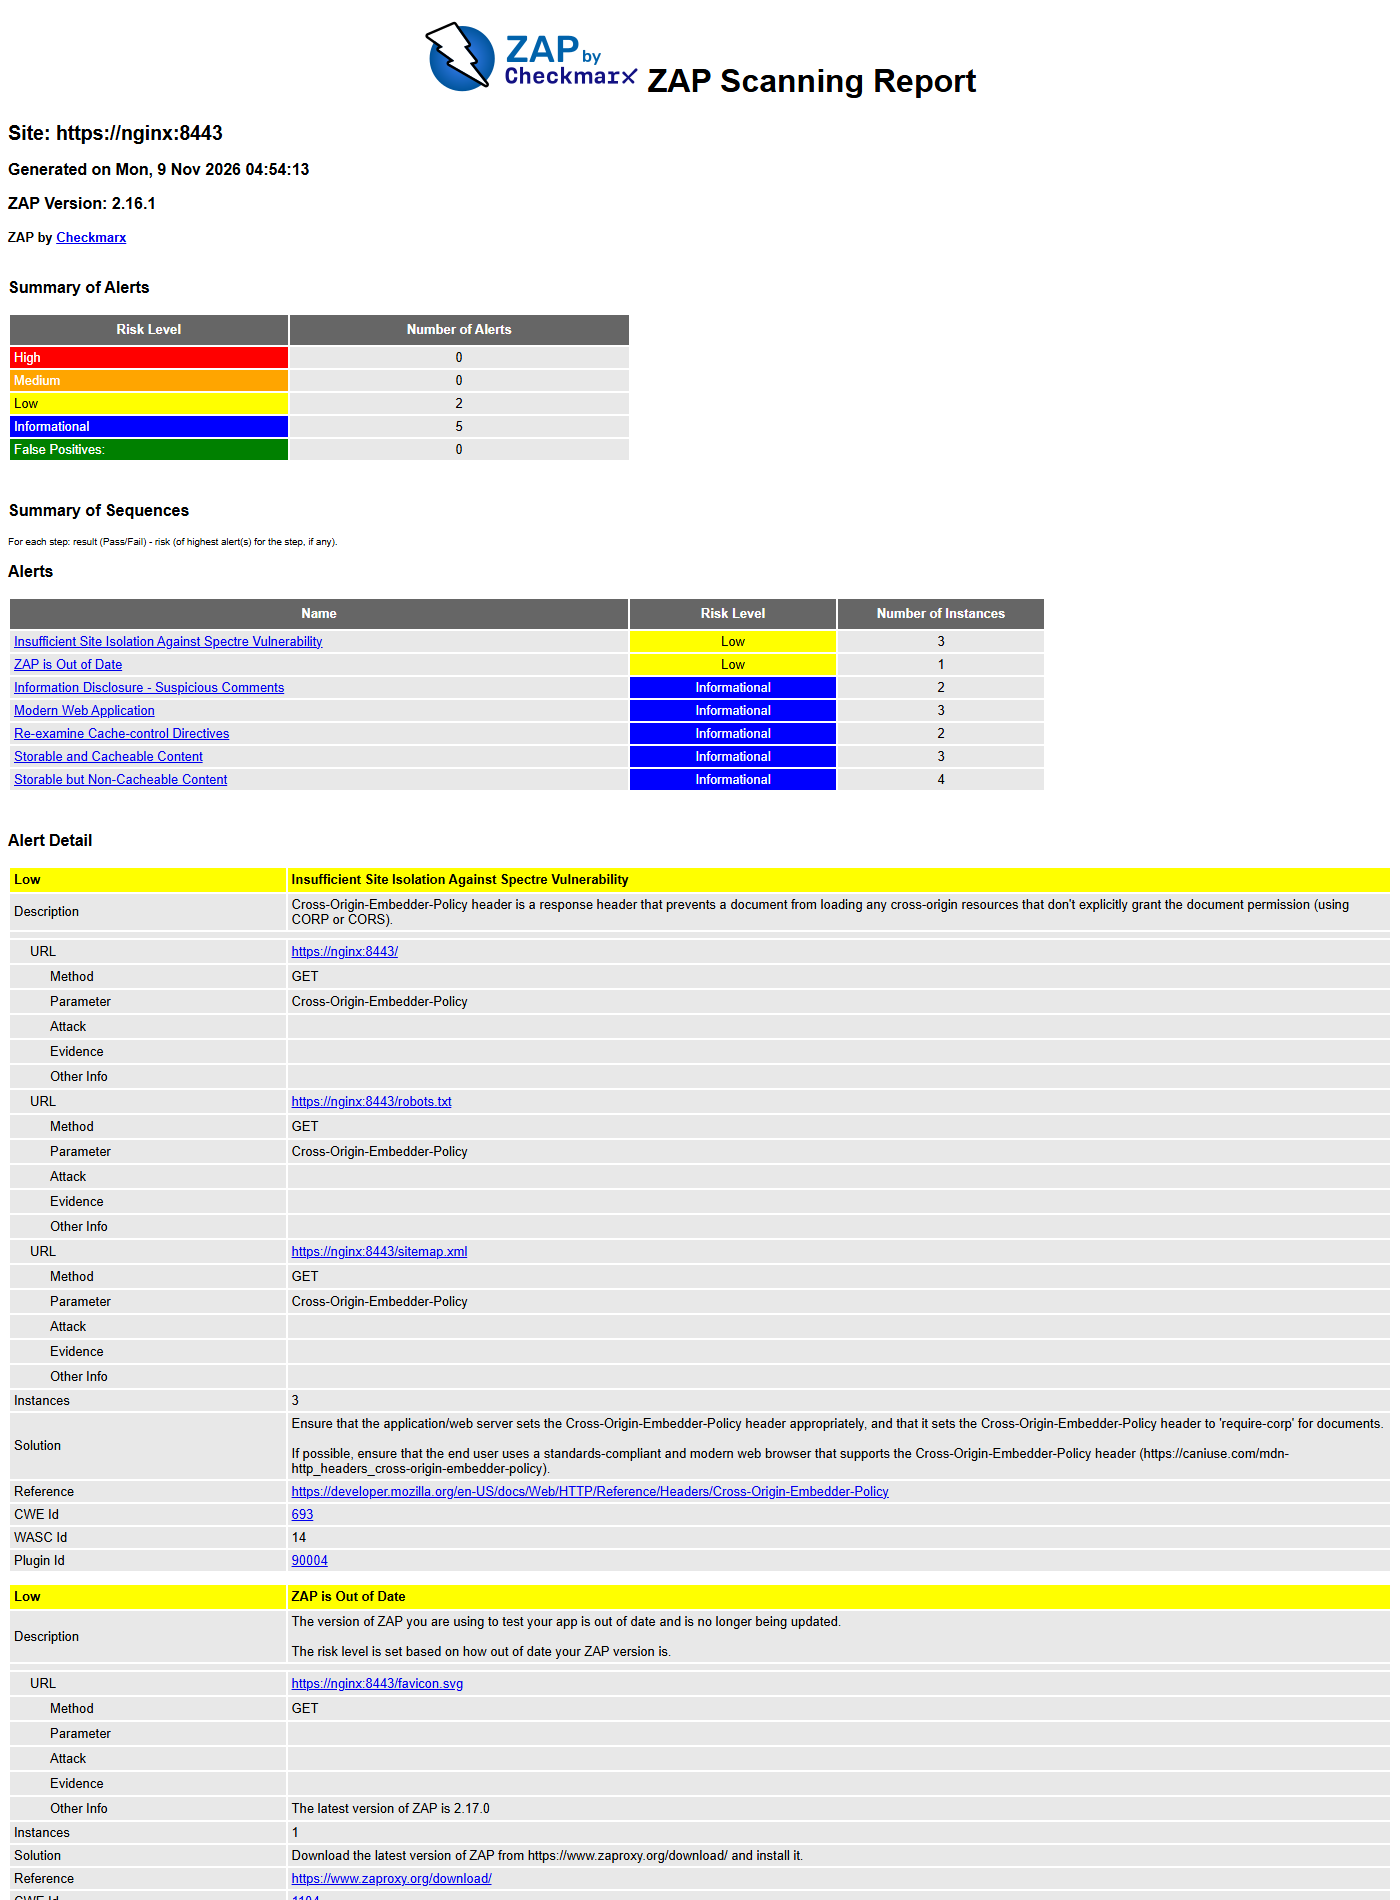 ZAP by
Checkmarx ZAP Scanning Report
Site: https://nginx:8443
Generated on Mon, 9 Nov 2026 04:54:13
ZAP Version: 2.16.1
ZAP by Checkmarx
Summary of Alerts
Risk Level Number of Alerts
High 0
Medium 0
Low 2
Informational 5
False Positives: 0
Summary of Sequences
For each step: result (Pass/Fail) - risk (of highest alert(s) for the step, if any).
Alerts
Name Risk Level Number of Instances
Insufficient Site Isolation Against Spectre Vulnerability Low 3
ZAP is Out of Date Low 1
Information Disclosure - Suspicious Comments Informational 2
Modern Web Application Informational 3
Re-examine Cache-control Directives Informational 2
Storable and Cacheable Content Informational 3
Storable but Non-Cacheable Content Informational 4
Alert Detail
Low Insufficient Site Isolation Against Spectre Vulnerability
Description Cross-Origin-Embedder-Policy header is a response header that prevents a document from loading any cross-origin resources that don't explicitly grant the document permission (using
CORP or CORS).
URL https://nginx:8443/
Method GET
Parameter Cross-Origin-Embedder-Policy
Attack
Evidence
Other Info
URL https://nginx:8443/robots.txt
Method GET
Parameter Cross-Origin-Embedder-Policy
Attack
Evidence
Other Info
URL https://nginx:8443/sitemap.xml
Method GET
Parameter Cross-Origin-Embedder-Policy
Attack
Evidence
Other Info
Instances 3
Solution Ensure that the application/web server sets the Cross-Origin-Embedder-Policy header appropriately, and that it sets the Cross-Origin-Embedder-Policy header to 'require-corp' for documents.
If possible, ensure that the end user uses a standards-compliant and modern web browser that supports the Cross-Origin-Embedder-Policy header (https://caniuse.com/mdn-
http_headers_cross-origin-embedder-policy).
Reference https://developer.mozilla.org/en-US/docs/Web/HTTP/Reference/Headers/Cross-Origin-Embedder-Policy
CWE Id 693
WASC Id 14
Plugin Id 90004
Low ZAP is Out of Date
Description The version of ZAP you are using to test your app is out of date and is no longer being updated.
The risk level is set based on how out of date your ZAP version is.
URL https://nginx:8443/favicon.svg
Method GET
Parameter
Attack
Evidence
Other Info The latest version of ZAP is 2.17.0
Instances 1
Solution Download the latest version of ZAP from https://www.zaproxy.org/download/ and install it.
Reference https://www.zaproxy.org/download/
CWE Id